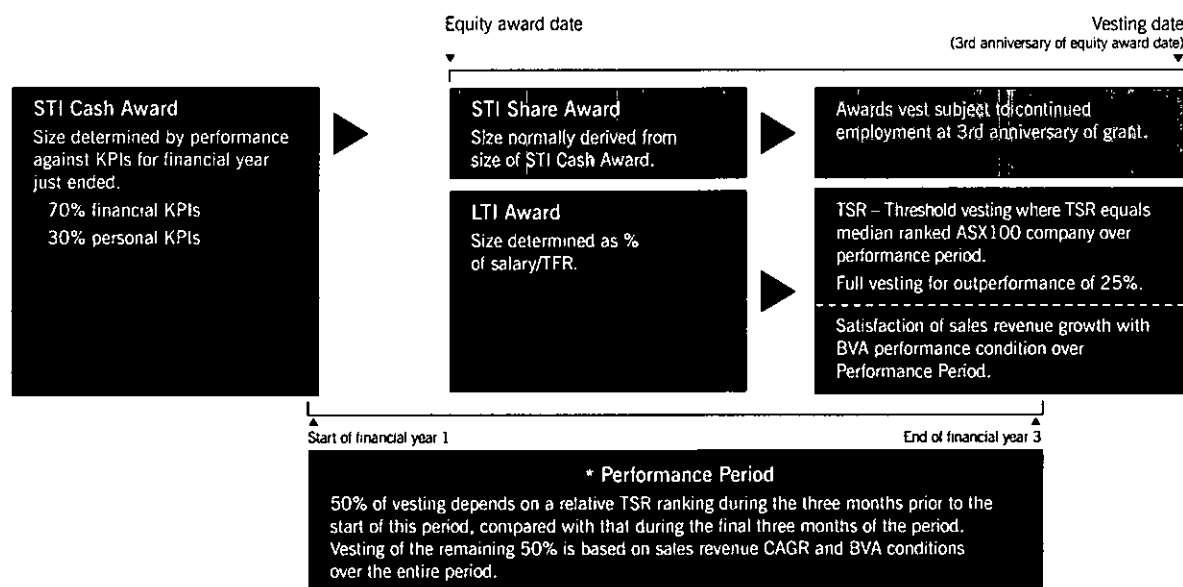 Equity award date
Vesting date
(3rd anniversary of equity award date)
STI Cash Award
Size determined by performance
against KPIs for financial year
just ended.
70% financial KPIs
30% personal KPIs
STI Share Award
Size normally derived from
size of STI Cash Award.
Awards vest subject to continued
employment at 3rd anniversary of grant.
LTI Award
Size determined as %
of salary/TFR.
TSR – Threshold vesting where TSR equals
median ranked ASX100 company over
performance period.
Full vesting for outperformance of 25%.
Satisfaction of sales revenue growth with
BVA performance condition over
Performance Period.
Start of financial year 1
End of financial year 3
* Performance Period
50% of vesting depends on a relative TSR ranking during the three months prior to the
start of this period, compared with that during the final three months of the period.
Vesting of the remaining 50% is based on sales revenue CAGR and BVA conditions
over the entire period.